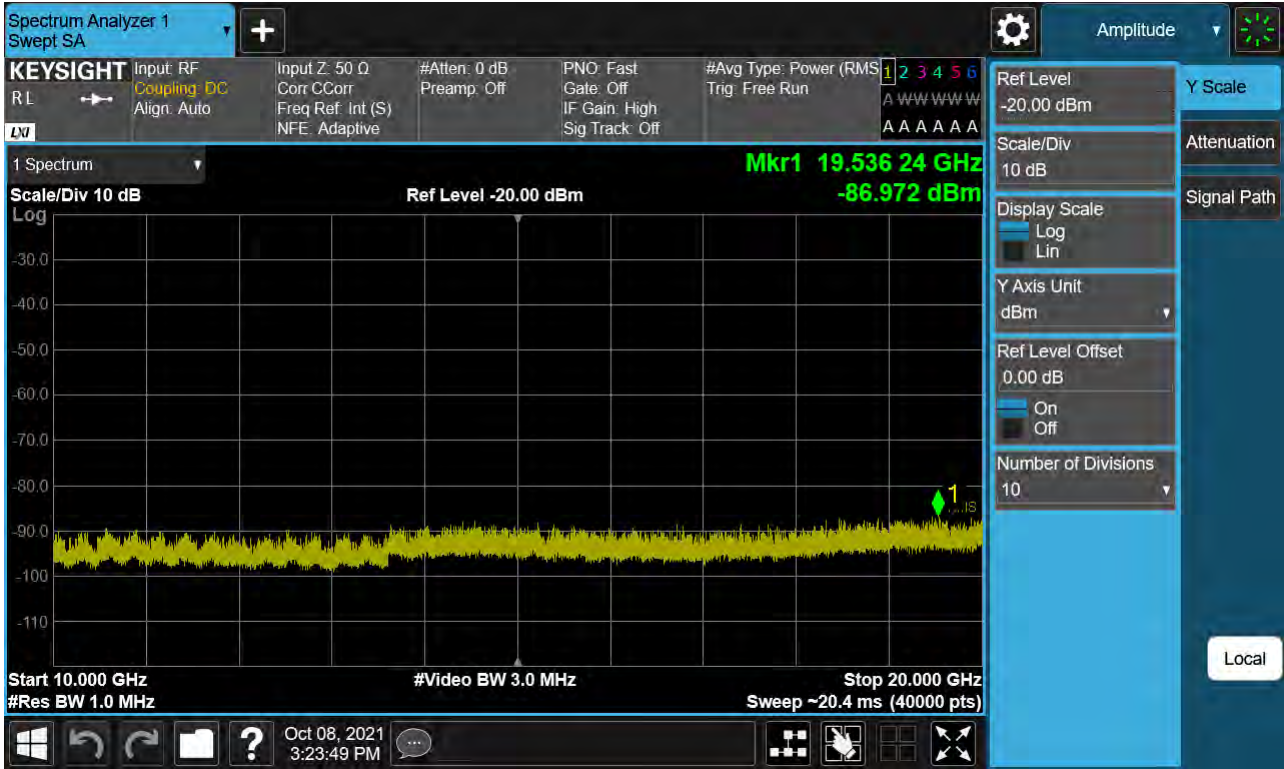 Spectrum Analyzer 1
Swept SA
Amplitude
KEYSIGHT
R L
LXI
Input: RF
Coupling: DC
Align: Auto
Input Z: 50 Ω
Corr CCorr
Freq Ref: Int (S)
NFE: Adaptive
#Atten: 0 dB
Preamp: Off
PNO: Fast
Gate: Off
IF Gain: High
Sig Track: Off
#Avg Type: Power (RMS
Trig: Free Run
1 2 3 4 5 6
A W W W W W
A A A A A A
1 Spectrum
Scale/Div 10 dB
Log
Ref Level -20.00 dBm
Mkr1 19.536 24 GHz
-86.972 dBm
-30.0
-40.0
-50.0
-60.0
-70.0
-80.0
-90.0
-100
-110
1
Start 10.000 GHz
#Res BW 1.0 MHz
#Video BW 3.0 MHz
Stop 20.000 GHz
Sweep ~20.4 ms (40000 pts)
Ref Level
-20.00 dBm
Scale/Div
10 dB
Display Scale
Log
Lin
Y Axis Unit
dBm
Ref Level Offset
0.00 dB
On
Off
Number of Divisions
10
Y Scale
Attenuation
Signal Path
Local
?
Oct 08, 2021
3:23:49 PM